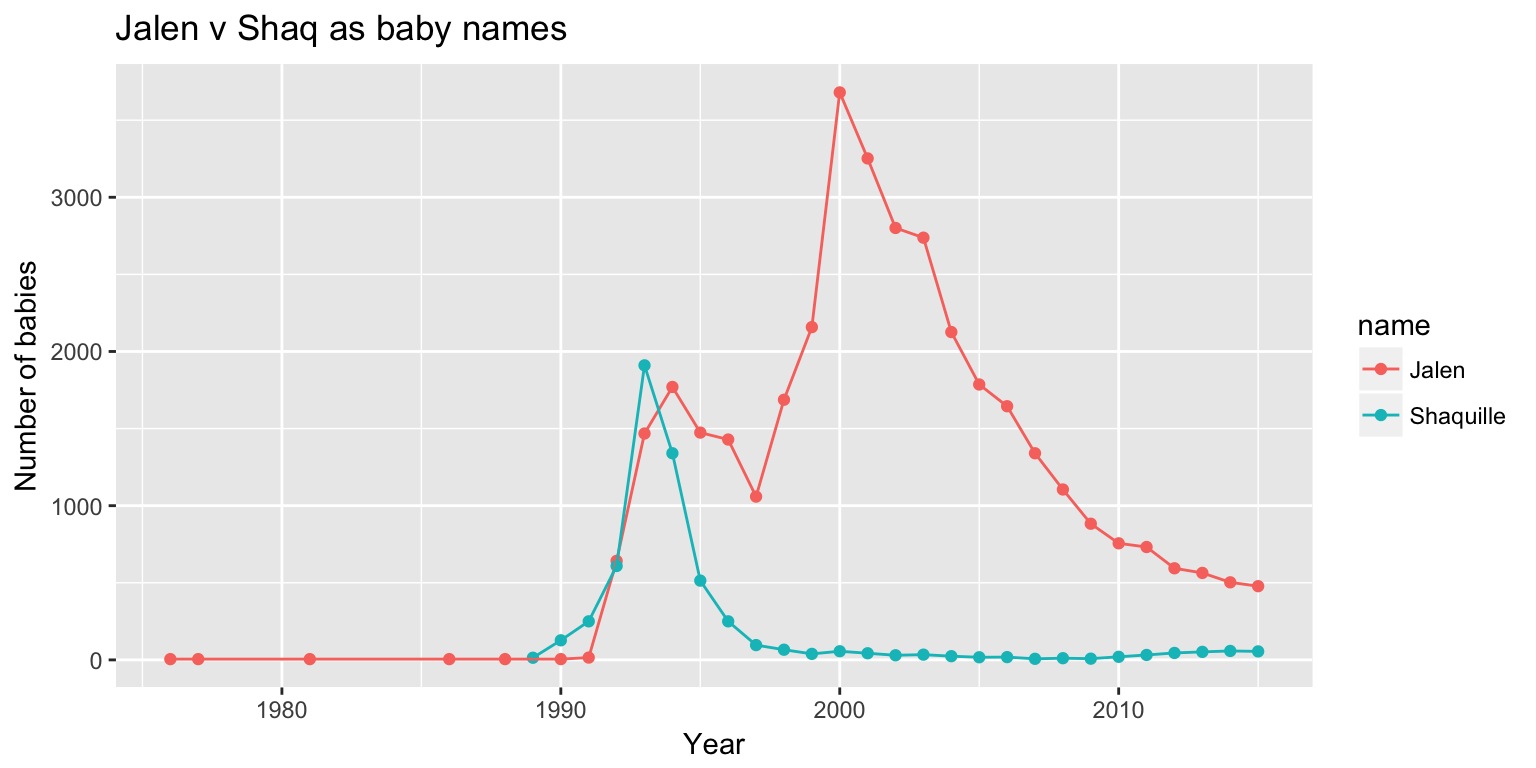 Jalen v Shaq as baby names
Number of babies
3000
2000
1000
0
1980 1990 2000 2010
Year
name
Jalen
Shaquille